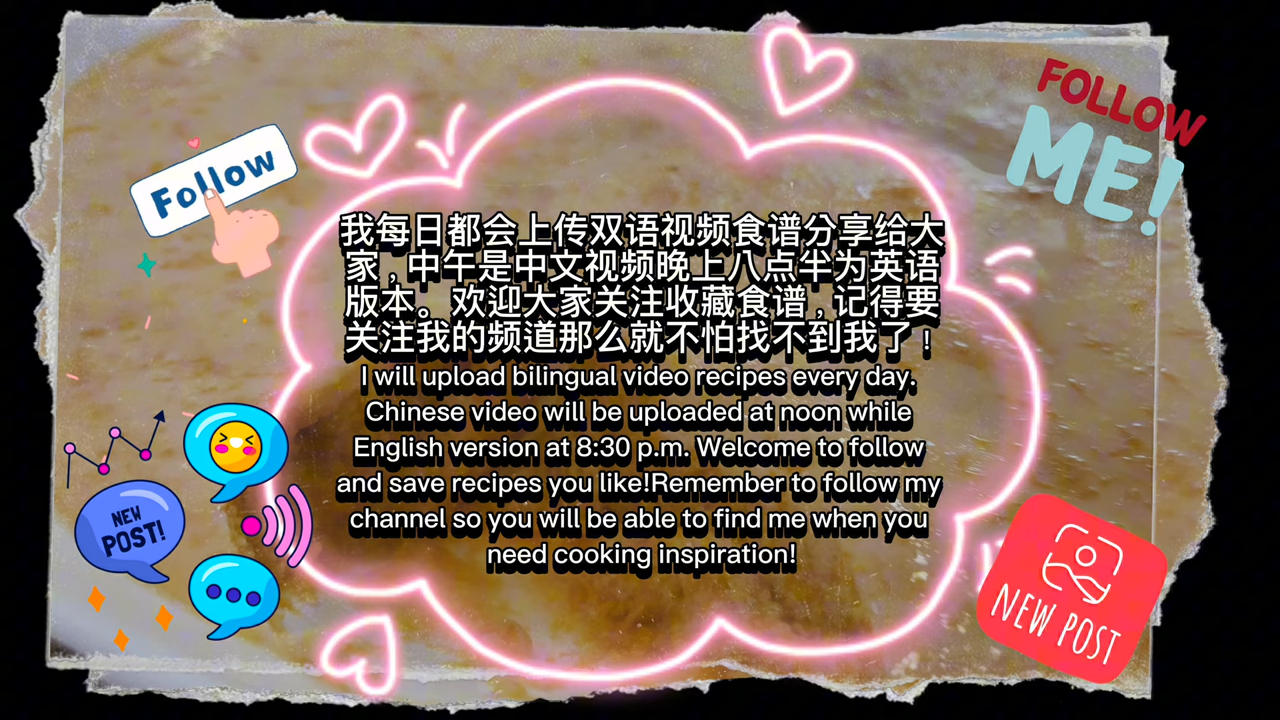 FOLLOW
ME!
Follow
我每日都会上传双语视频食谱分享给大
家，中午是中文视频晚上八点半为英语
版本。欢迎大家关注收藏食谱，记得要
关注我的频道那么就不怕找不到我了！
I will upload bilingual video recipes every day.
Chinese video will be uploaded at noon while
English version at 8:30 p.m. Welcome to follow
and save recipes you like!Remember to follow my
channel so you will be able to find me when you
need cooking inspiration!
NEW
POST!
NEW POST